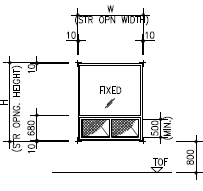 W
(STR OPN WIDTH)
10
10
10
H
(STR OPNG. HEIGHT)
FIXED
680
10
500
(MIN.)
TOF
800